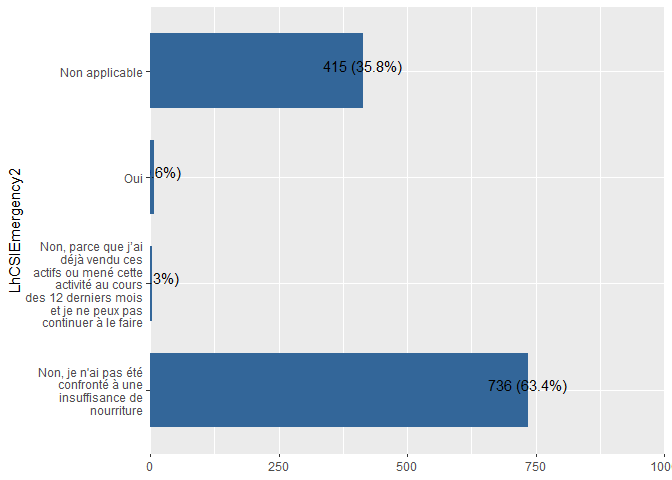 LhCSIEmergency2
Non applicable
415 (35.8%)
Oui
6%)
Non, parce que j'ai
déjà vendu ces
actifs ou mené cette
activité au cours
des 12 derniers mois
et je ne peux pas
continuer à le faire
3%)
Non, je n'ai pas été
confronté à une
insuffisance de
nourriture
736 (63.4%)
0 250 500 750 100